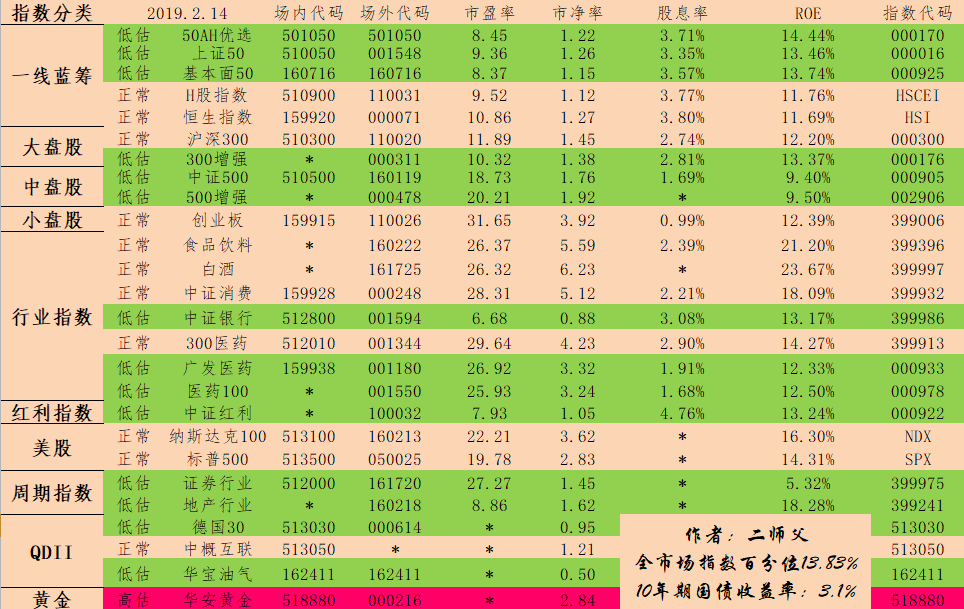 指数分类 2019.2.14 场内代码 场外代码 市盈率 市净率 股息率 ROE 指数代码
一线蓝筹
低估 50AH优选 501050 501050 8.45 1.22 3.71% 14.44% 000170
低估 上证50 510050 001548 9.36 1.26 3.35% 13.46% 000016
低估 基本面50 160716 160716 8.37 1.15 3.57% 13.74% 000925
正常 H股指数 510900 110031 9.52 1.12 3.77% 11.76% HSCEI
正常 恒生指数 159920 000071 10.86 1.27 3.80% 11.69% HSI
大盘股
正常 沪深300 510300 110020 11.89 1.45 2.74% 12.20% 000300
低估 300增强 * 000311 10.32 1.38 2.81% 13.37% 000176
中盘股
低估 中证500 510500 160119 18.73 1.76 1.69% 9.40% 000905
低估 500增强 * 000478 20.21 1.92 * 9.50% 002906
小盘股 正常 创业板 159915 110026 31.65 3.92 0.99% 12.39% 399006
行业指数
正常 食品饮料 * 160222 26.37 5.59 2.39% 21.20% 399396
正常 白酒 * 161725 26.32 6.23 * 23.67% 399997
正常 中证消费 159928 000248 28.31 5.12 2.21% 18.09% 399932
低估 中证银行 512800 001594 6.68 0.88 3.08% 13.17% 399986
正常 300医药 512010 001344 29.64 4.23 2.90% 14.27% 399913
低估 广发医药 159938 001180 26.92 3.32 1.91% 12.33% 000933
低估 医药100 * 001550 25.93 3.24 1.68% 12.50% 000978
红利指数 低估 中证红利 * 100032 7.93 1.05 4.76% 13.24% 000922
美股
正常 纳斯达克100 513100 160213 22.21 3.62 * 16.30% NDX
正常 标普500 513500 050025 19.78 2.83 * 14.31% SPX
周期指数
低估 证券行业 512000 161720 27.27 1.45 * 5.32% 399975
低估 地产行业 * 160218 8.86 1.62 * 18.28% 399241
QDII
低估 德国30 513030 000614 * 0.95 513030
正常 中概互联 513050 * * 1.21 513050
低估 华宝油气 162411 162411 * 0.50 162411
黄金 高估 华安黄金 518880 000216 * 2.84 518880
作者：二师父
全市场指数百分位13.83%
10年期国债收益率：3.1%